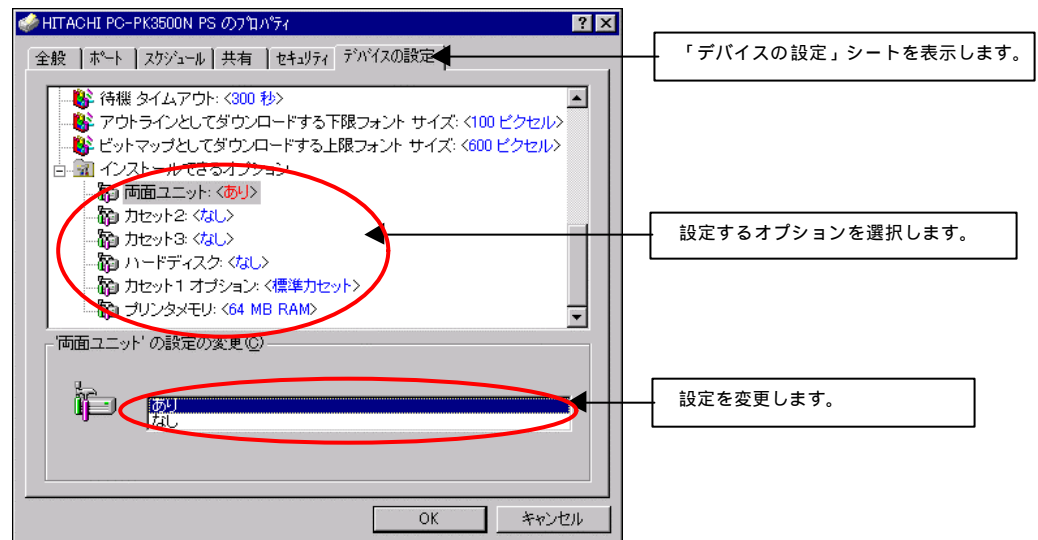 HITACHI PC-PK3500N PS のプロパティ
全般 ポート スケジュール 共有 セキュリティ デバイスの設定
「デバイスの設定」シートを表示します。
待機 タイムアウト: <300 秒>
アウトラインとしてダウンロードする下限フォント サイズ: <100 ピクセル>
ビットマップとしてダウンロードする上限フォント サイズ: <600 ピクセル>
インストールできるオプション
両面ユニット: <あり>
カセット2: <なし>
カセット3: <なし>
設定するオプションを選択します。
ハードディスク: <なし>
カセット1 オプション: <標準カセット>
プリンタメモリ: <64 MB RAM>
'両面ユニット' の設定の変更(C)
あり
なし
設定を変更します。
OK キャンセル